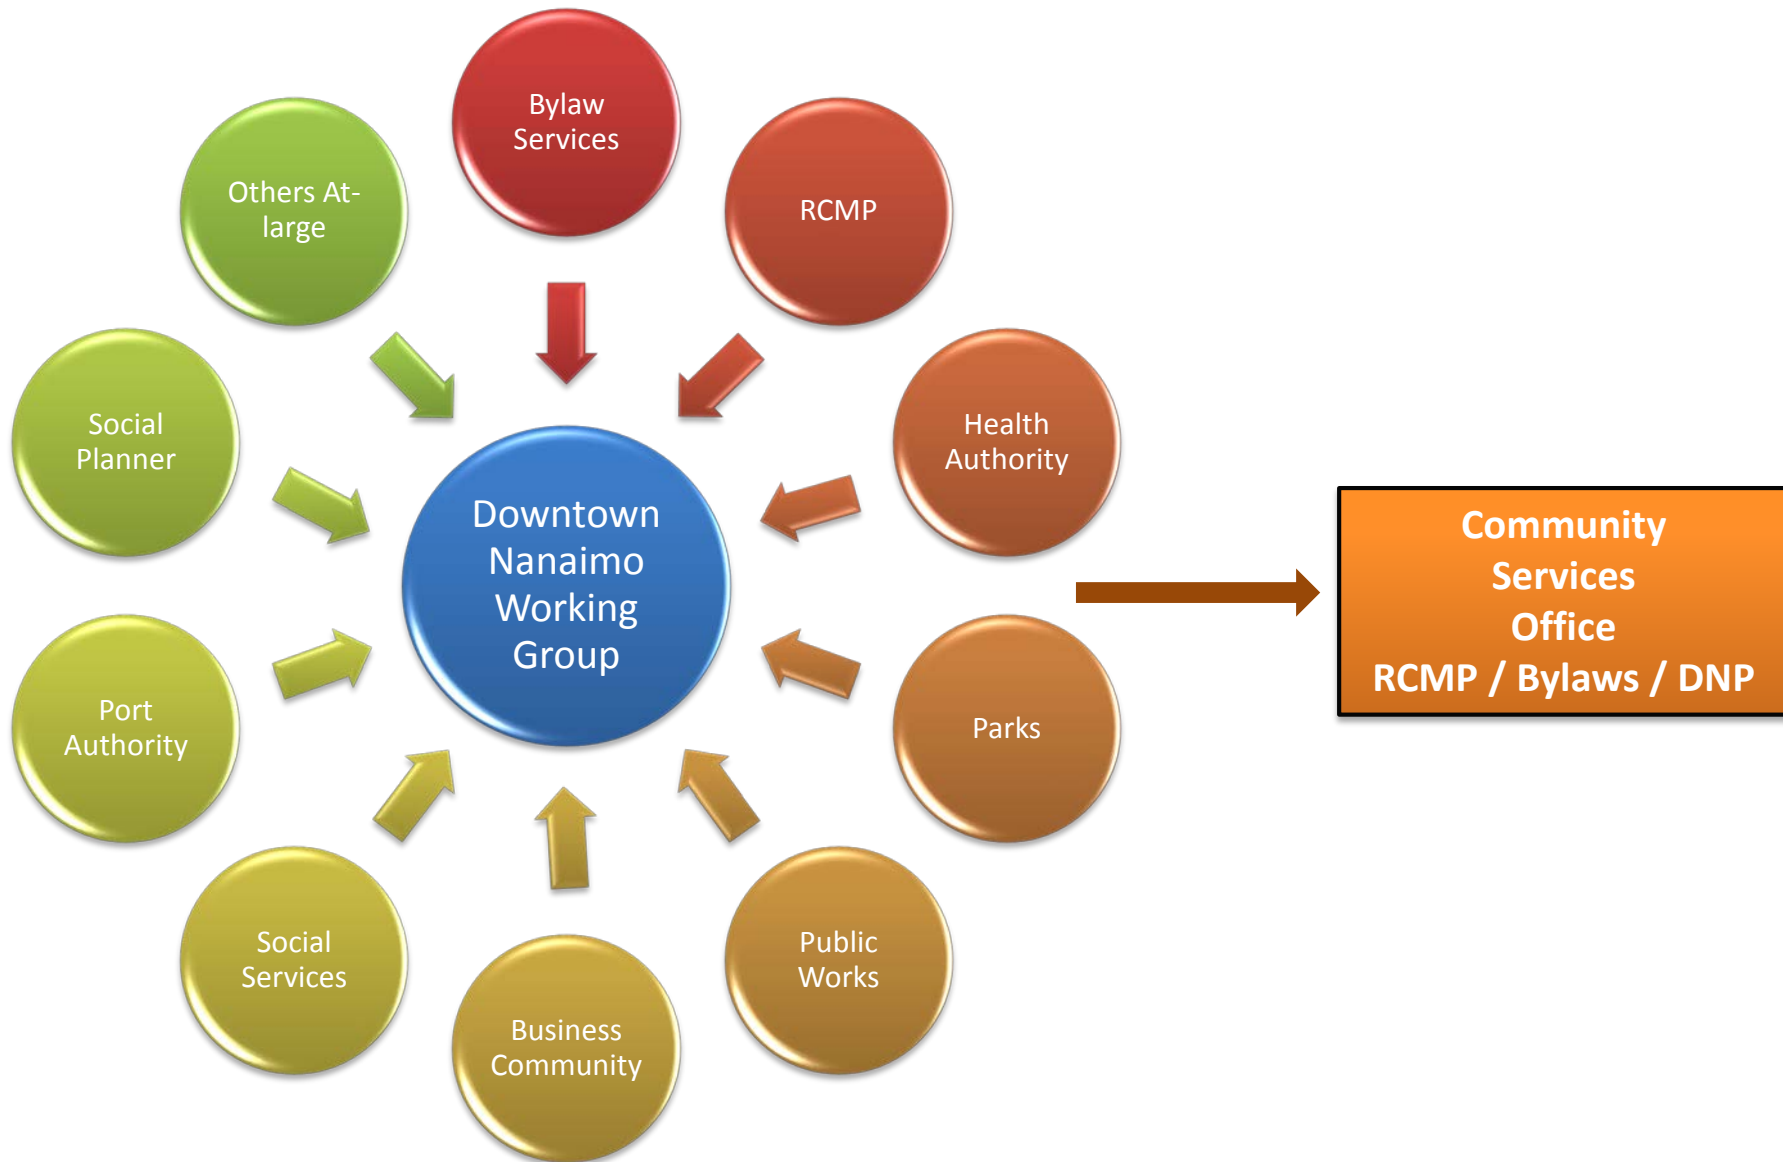 Bylaw
Services
RCMP
Health
Authority
Parks
Public
Works
Business
Community
Social
Services
Port
Authority
Social
Planner
Others At-
large
Downtown
Nanaimo
Working
Group
Community
Services
Office
RCMP / Bylaws / DNP